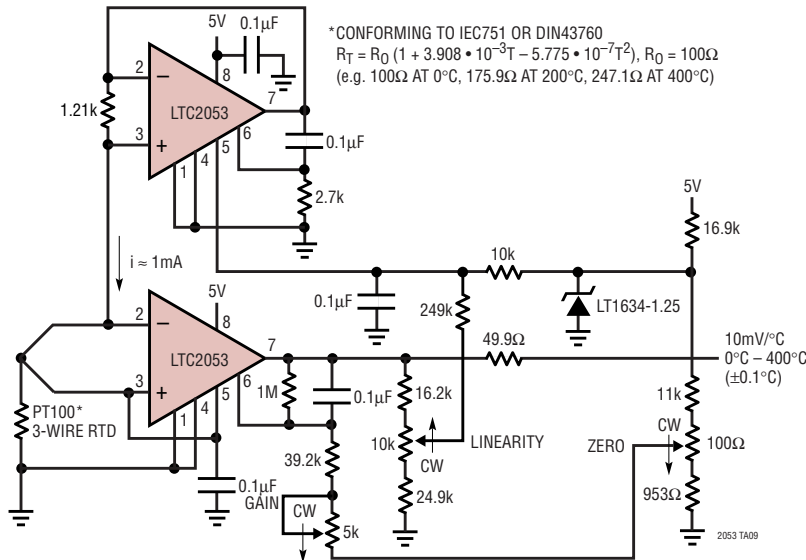 *CONFORMING TO IEC751 OR DIN43760
R_T = R_O (1 + 3.908 • 10⁻³T – 5.775 • 10⁻⁷T²), R_O = 100Ω
(e.g. 100Ω AT 0°C, 175.9Ω AT 200°C, 247.1Ω AT 400°C)
5V
0.1µF
8
2
–
LTC2053
7
1.21k
3
+
6
5
4
1
0.1µF
2.7k
i ≈ 1mA
5V
16.9k
10k
0.1µF
249k
LT1634-1.25
5V
8
2
–
LTC2053
7
3
+
6
5
4
1
49.9Ω
10mV/°C
0°C – 400°C
(±0.1°C)
1M
0.1µF
16.2k
10k
LINEARITY
CW
24.9k
PT100*
3-WIRE RTD
0.1µF
39.2k
GAIN
CW
5k
11k
CW
ZERO
100Ω
953Ω
2053 TA09